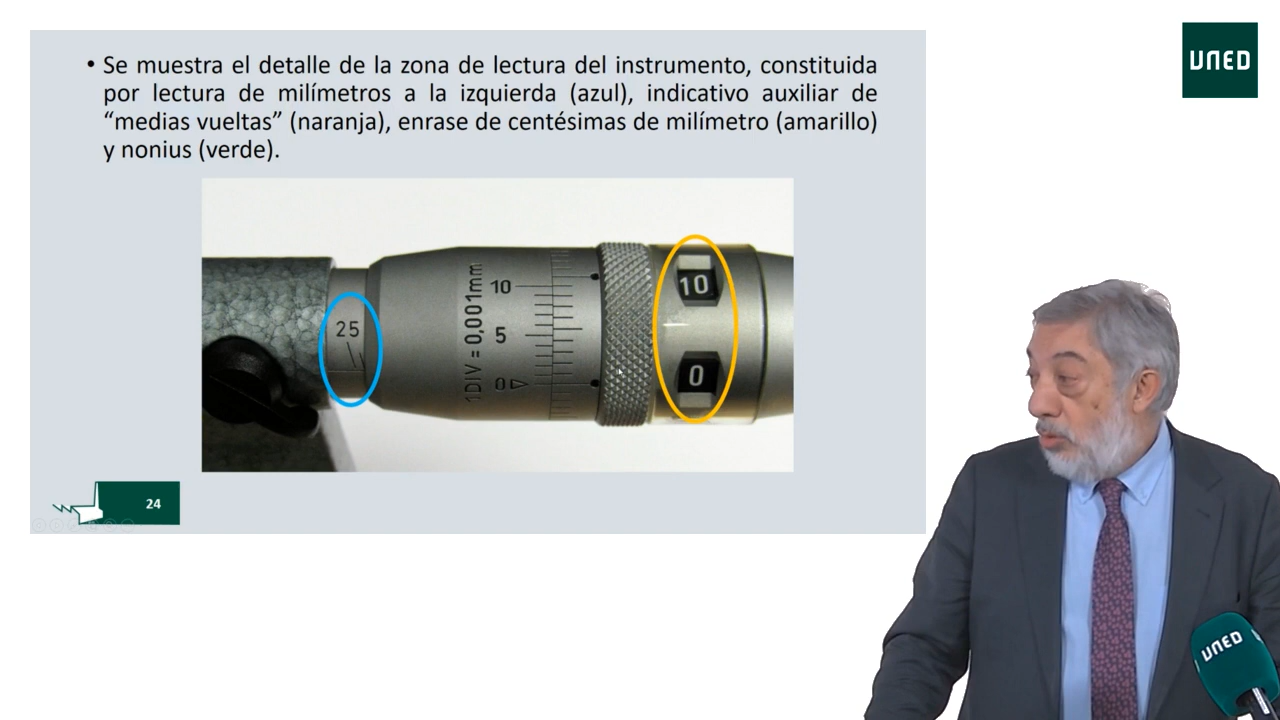 • Se muestra el detalle de la zona de lectura del instrumento, constituida
por lectura de milímetros a la izquierda (azul), indicativo auxiliar de
“medias vueltas” (naranja), enrase de centésimas de milímetro (amarillo)
y nonius (verde).
25
1DIV = 0,001mm
10
5
0
10
0
24
UNED
UNED